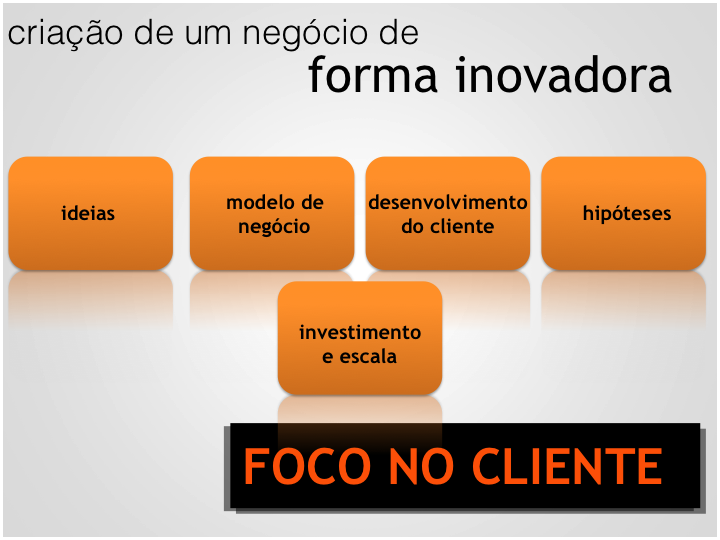 criação de um negócio de
forma inovadora
ideias
modelo de
negócio
desenvolvimento
do cliente
hipóteses
investimento
e escala
FOCO NO CLIENTE